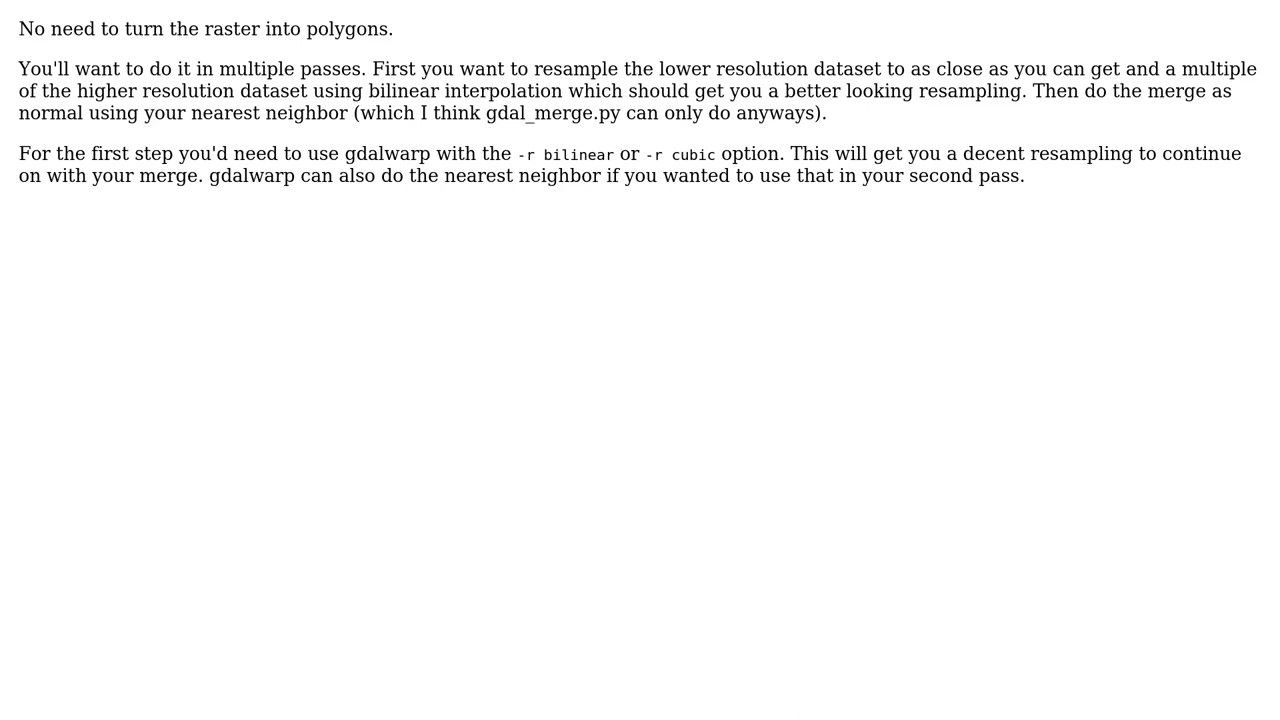 No need to turn the raster into polygons.
You'll want to do it in multiple passes. First you want to resample the lower resolution dataset to as close as you can get and a multiple
of the higher resolution dataset using bilinear interpolation which should get you a better looking resampling. Then do the merge as
normal using your nearest neighbor (which I think gdal_merge.py can only do anyways).
For the first step you'd need to use gdalwarp with the -r bilinear or -r cubic option. This will get you a decent resampling to continue
on with your merge. gdalwarp can also do the nearest neighbor if you wanted to use that in your second pass.